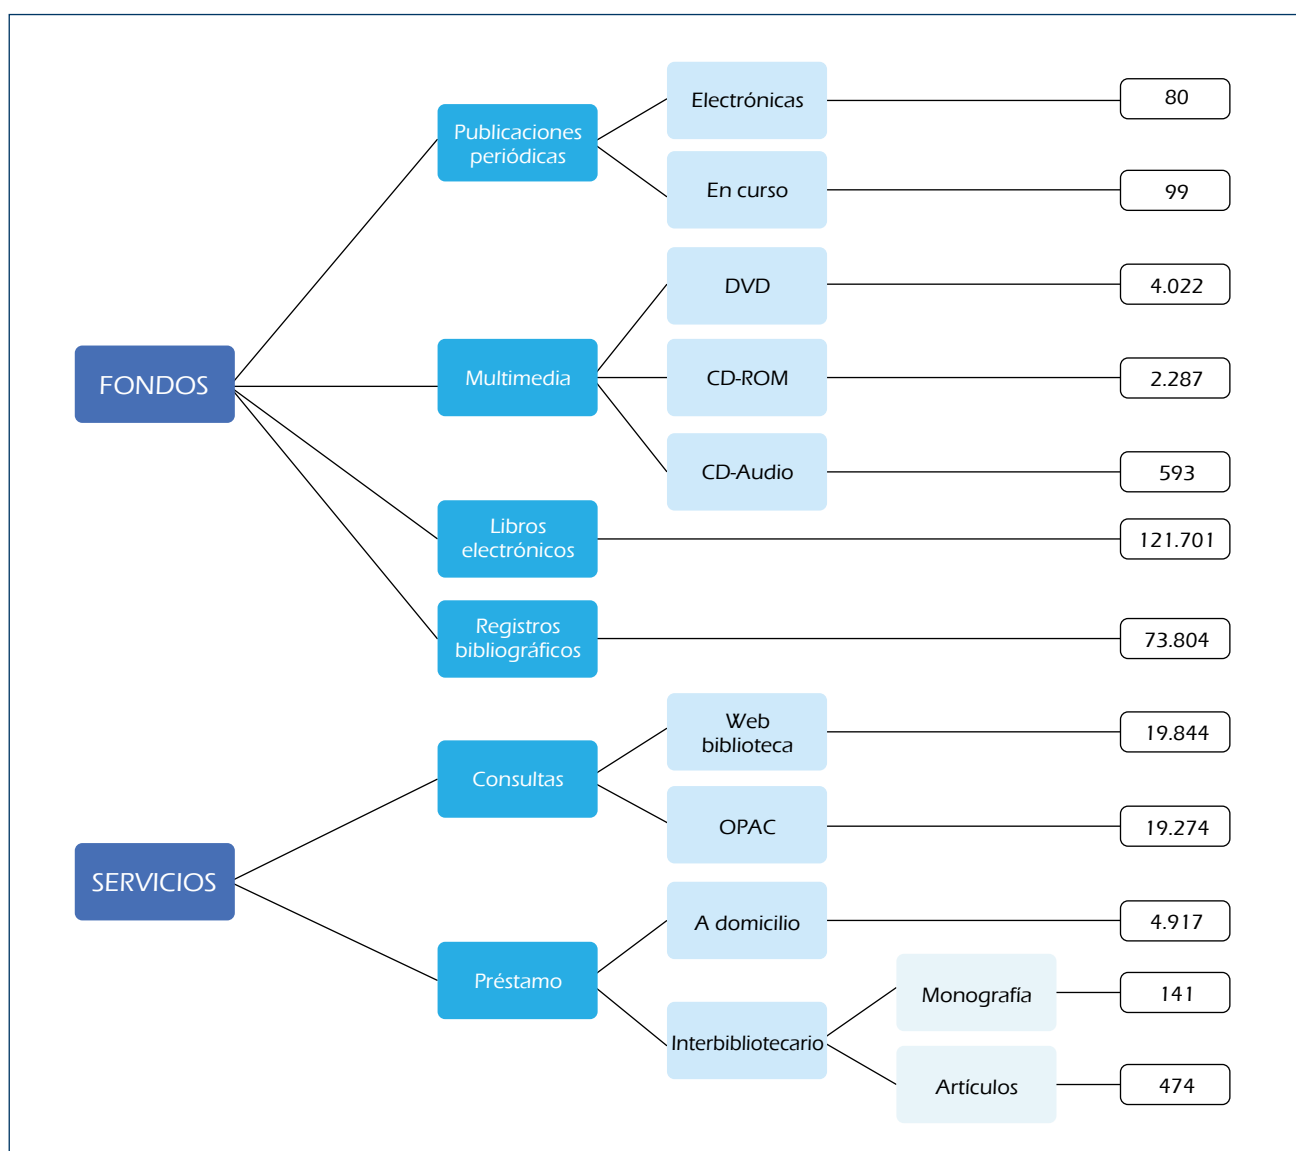 FONDOS
Publicaciones
periódicas
Electrónicas
80
En curso
99
Multimedia
DVD
4.022
CD-ROM
2.287
CD-Audio
593
Libros
electrónicos
121.701
Registros
bibliográficos
73.804
SERVICIOS
Consultas
Web
biblioteca
19.844
OPAC
19.274
Préstamo
A domicilio
4.917
Interbibliotecario
Monografía
141
Artículos
474